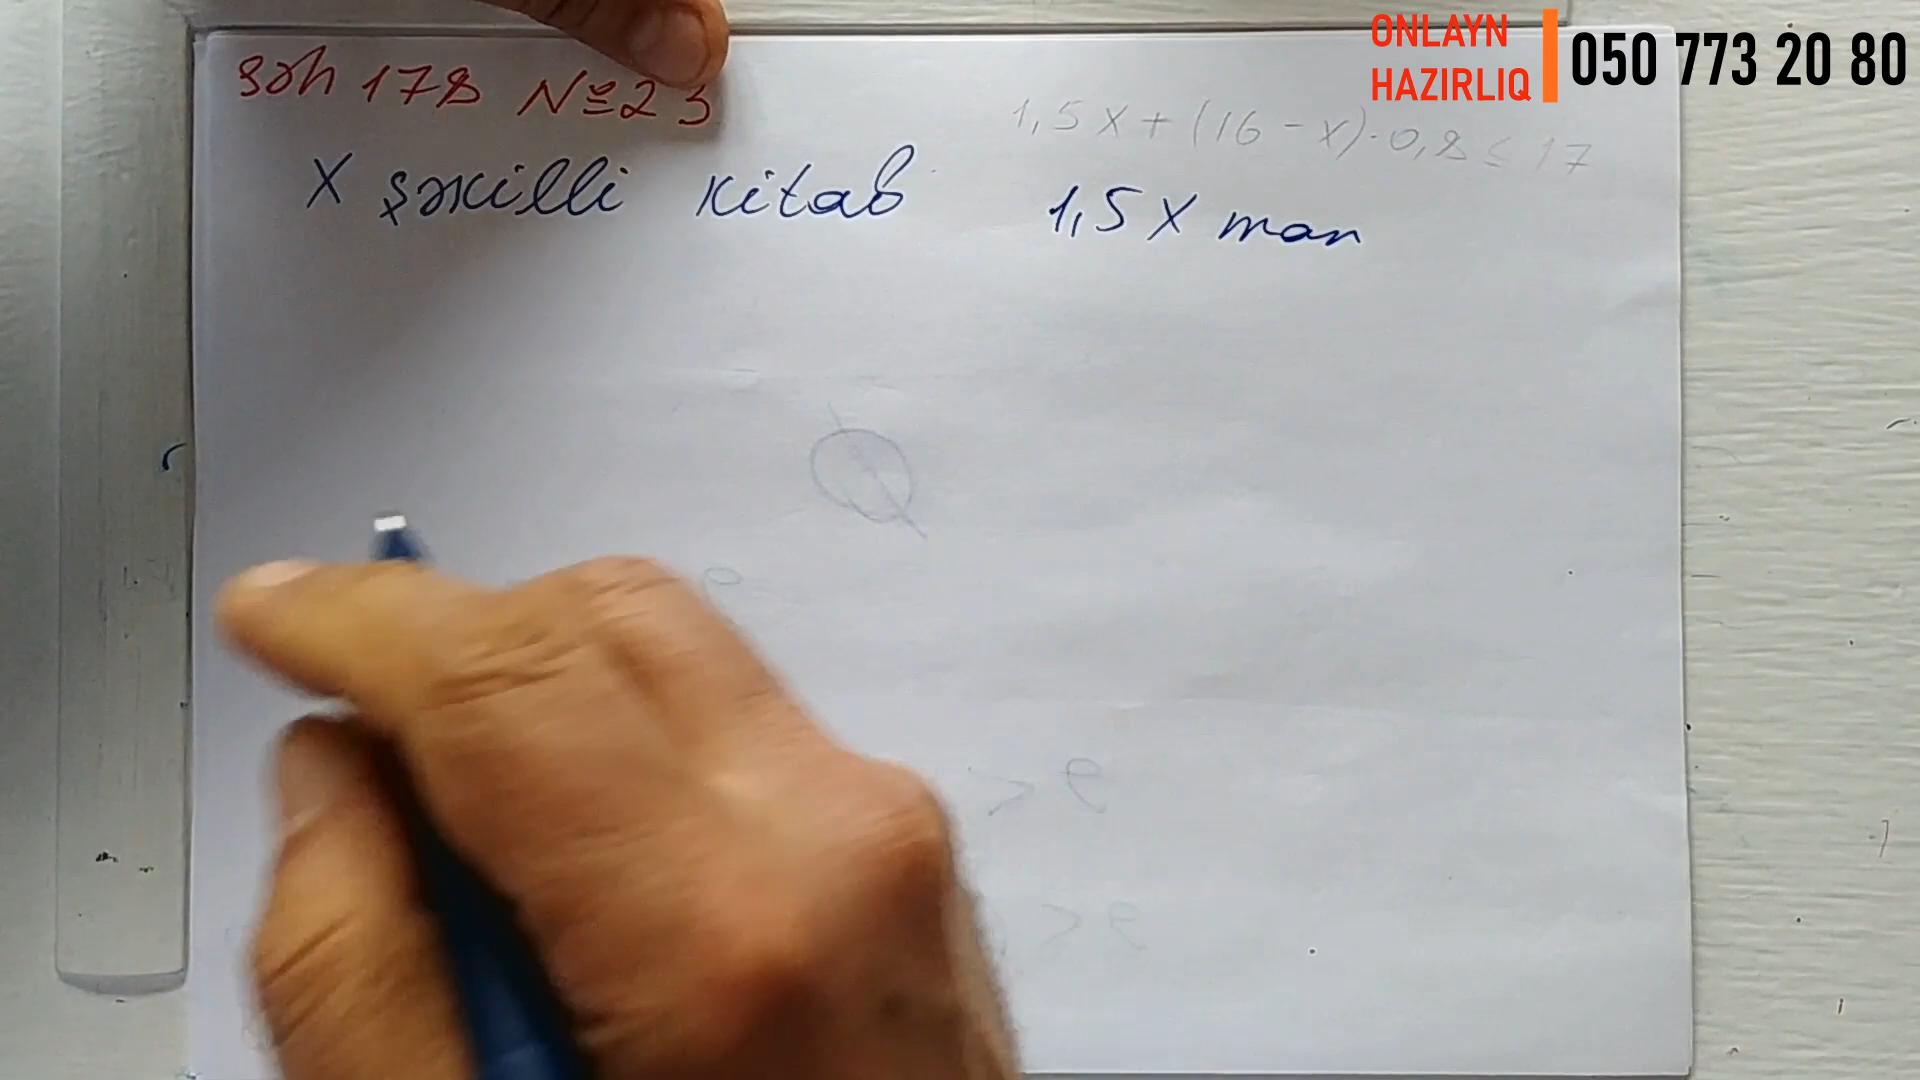 ONLAYN
HAZIRLIQ
050 773 20 80
səh 178 №23
1,5x+(16-x)·0,8≤17
X şəkilli kitab 1,5X man
>e
>e